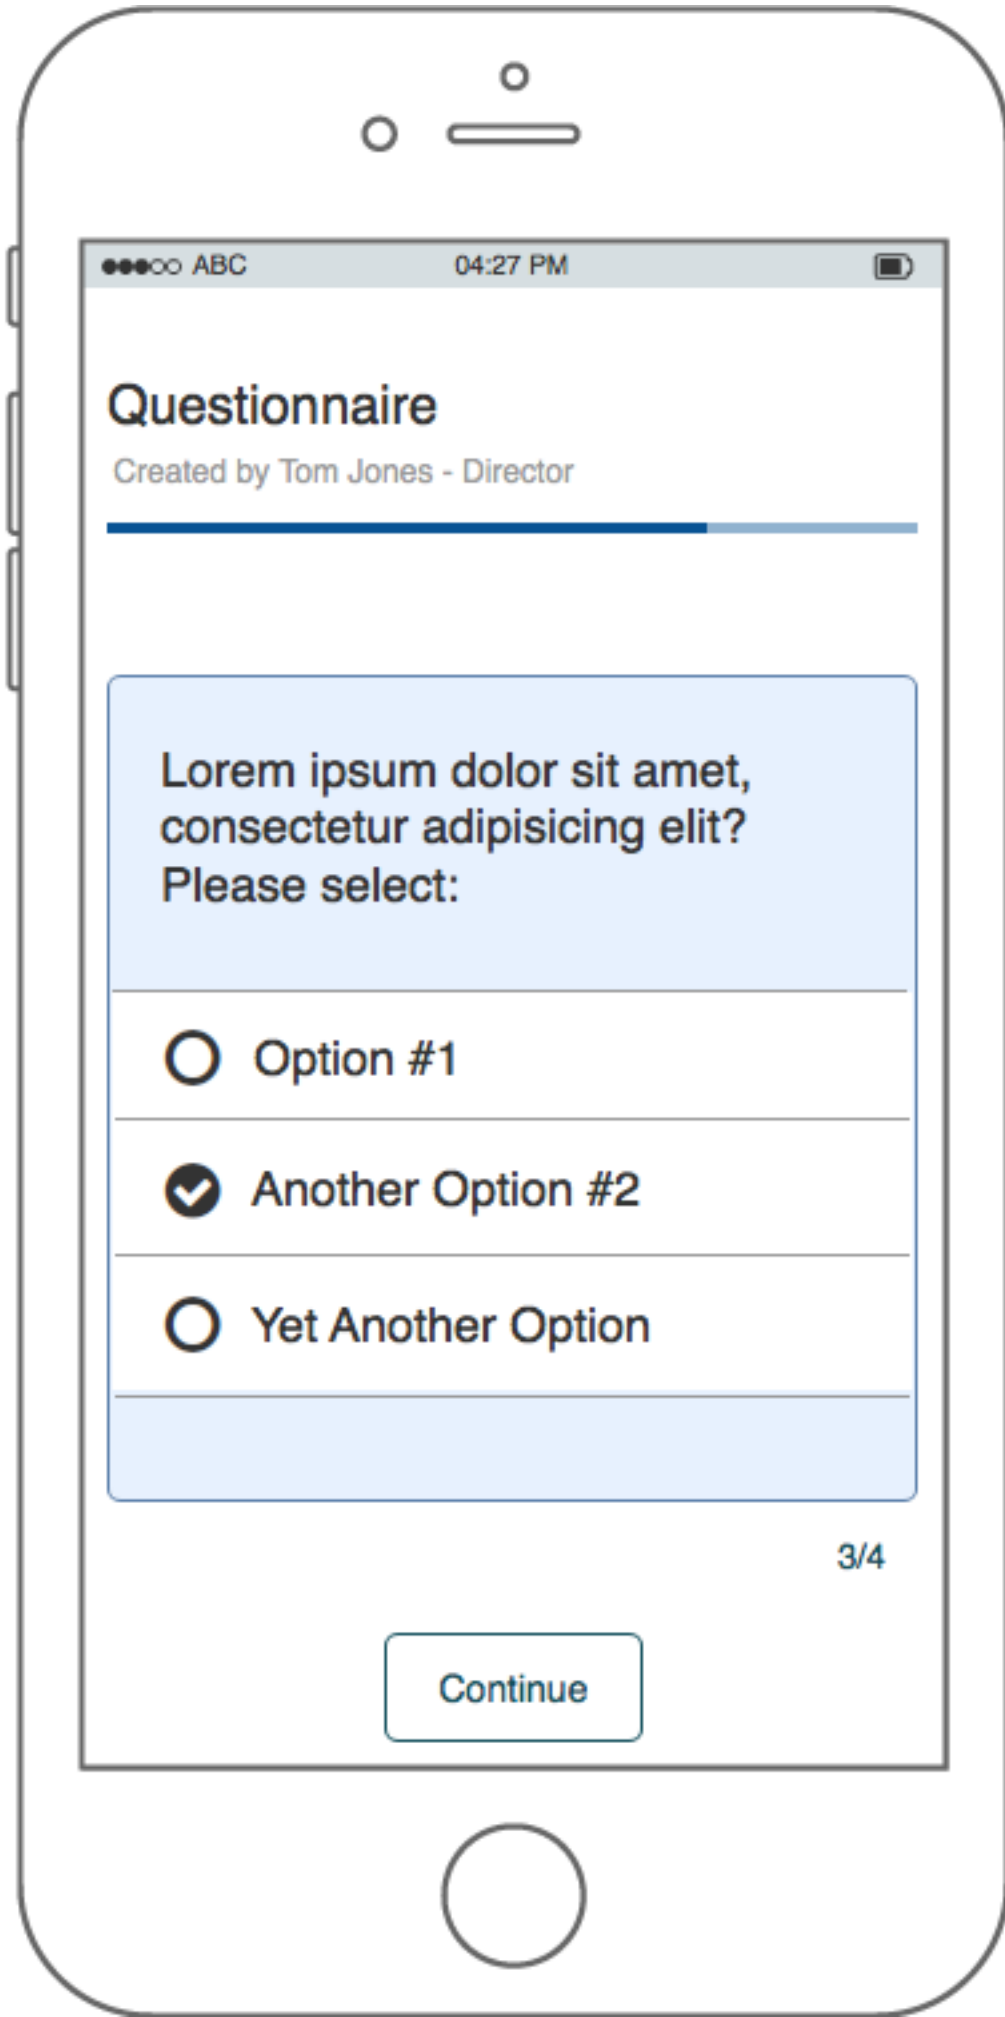 ABC 04:27 PM
Questionnaire
Created by Tom Jones - Director
Lorem ipsum dolor sit amet,
consectetur adipisicing elit?
Please select:
Option #1
Another Option #2
Yet Another Option
3/4
Continue